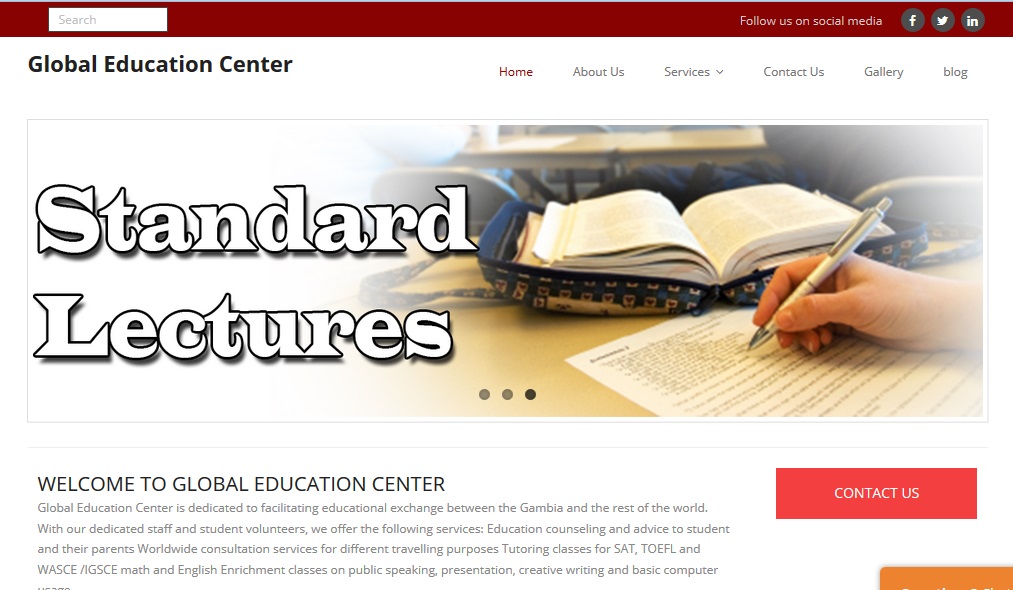 Search
Follow us on social media
Global Education Center
Home
About Us
Services
Contact Us
Gallery
blog
Standard
Lectures
WELCOME TO GLOBAL EDUCATION CENTER
Global Education Center is dedicated to facilitating educational exchange between the Gambia and the rest of the world.
With our dedicated staff and student volunteers, we offer the following services: Education counseling and advice to student
and their parents Worldwide consultation services for different travelling purposes Tutoring classes for SAT, TOEFL and
WASCE /IGSCE math and English Enrichment classes on public speaking, presentation, creative writing and basic computer
CONTACT US